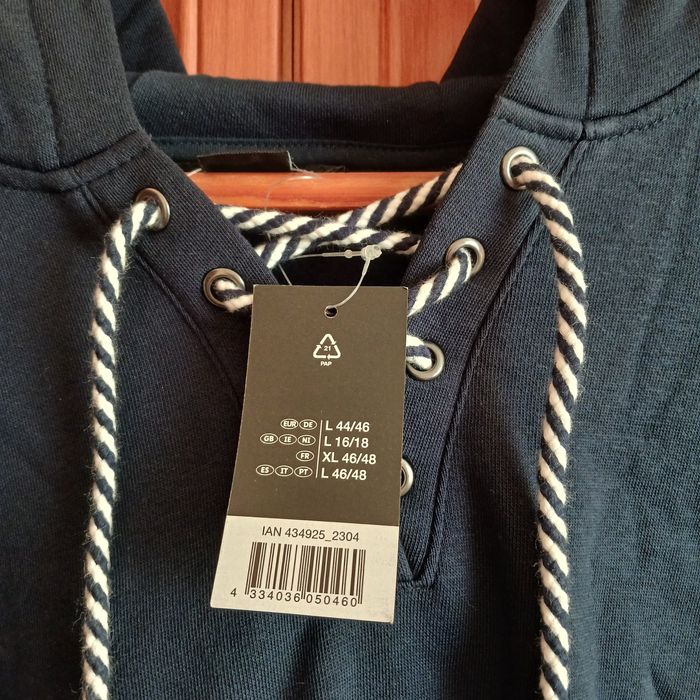 21
PAP
EUR DE L 44/46
GB IE NI L 16/18
FR XL 46/48
ES IT PT L 46/48
IAN 434925_2304
4 334036 050460